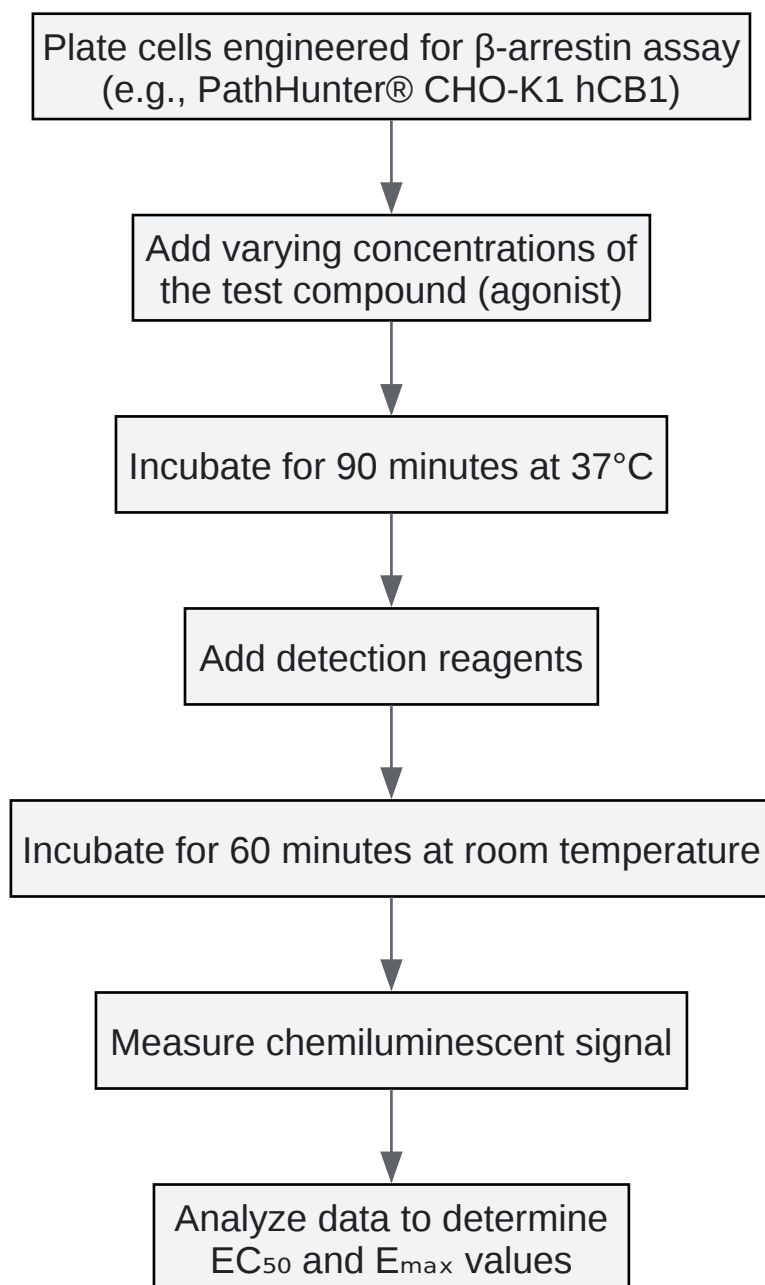 Plate cells engineered for β-arrestin assay
(e.g., PathHunter® CHO-K1 hCB1)
Add varying concentrations of
the test compound (agonist)
Incubate for 90 minutes at 37°C
Add detection reagents
Incubate for 60 minutes at room temperature
Measure chemiluminescent signal
Analyze data to determine
EC₅₀ and Eₘₐₓ values